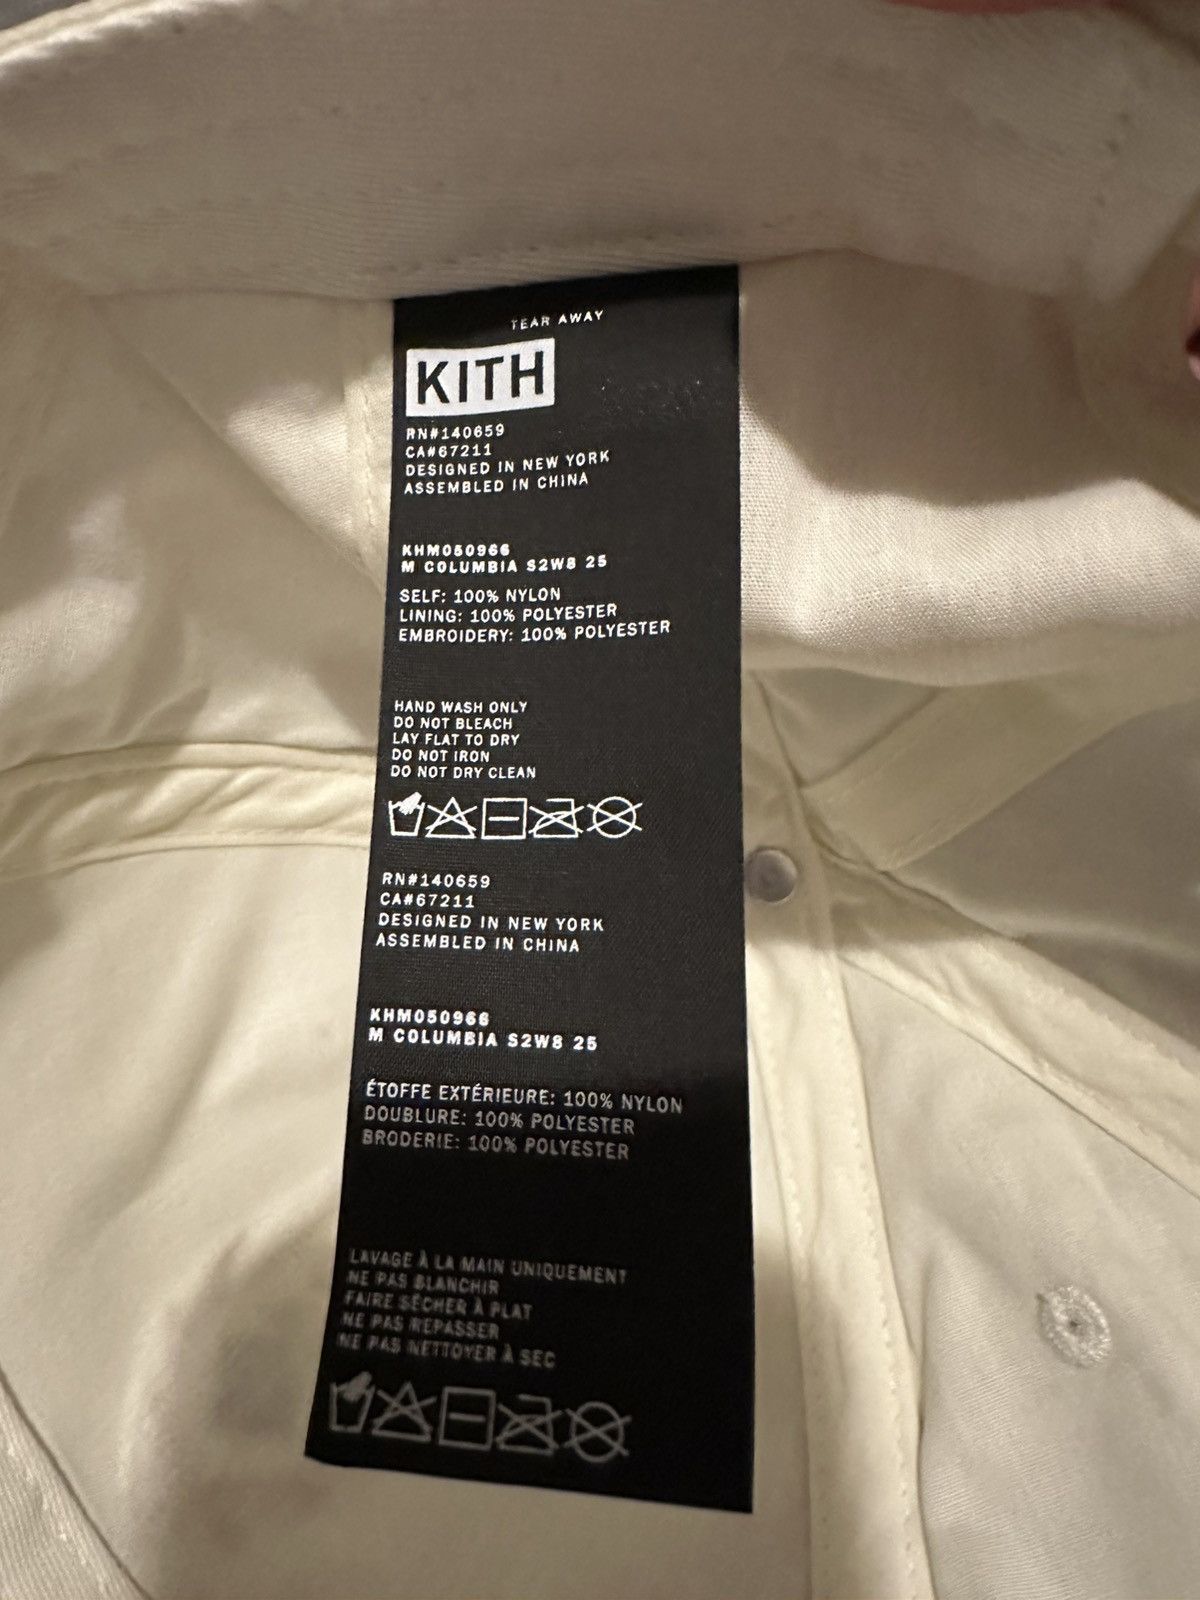 TEAR AWAY
KITH
RN#140659
CA#67211
DESIGNED IN NEW YORK
ASSEMBLED IN CHINA
KHM050966
M COLUMBIA S2W8 25
SELF: 100% NYLON
LINING: 100% POLYESTER
EMBROIDERY: 100% POLYESTER
HAND WASH ONLY
DO NOT BLEACH
LAY FLAT TO DRY
DO NOT IRON
DO NOT DRY CLEAN
RN#140659
CA#67211
DESIGNED IN NEW YORK
ASSEMBLED IN CHINA
KHM050966
M COLUMBIA S2W8 25
ÉTOFFE EXTÉRIEURE: 100% NYLON
DOUBLURE: 100% POLYESTER
BRODERIE: 100% POLYESTER
LAVAGE À LA MAIN UNIQUEMENT
NE PAS BLANCHIR
FAIRE SÉCHER À PLAT
NE PAS REPASSER
NE PAS NETTOYER À SEC